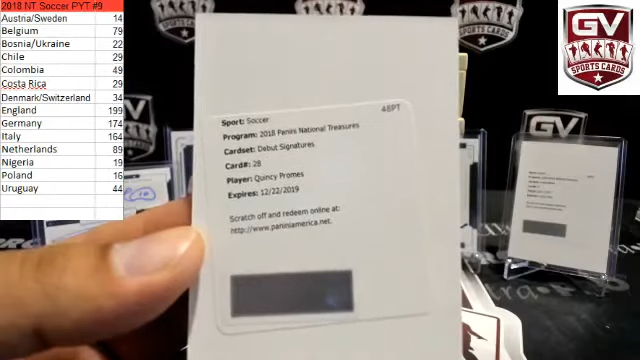 2018 NT Soccer PYT #9
Austria/Sweden 14
Belgium 79
Bosnia/Ukraine 22
Chile 29
Colombia 49
Costa Rica 29
Denmark/Switzerland 34
England 199
Germany 174
Italy 164
Netherlands 89
Nigeria 19
Poland 16
Uruguay 44
48PT
Sport: Soccer
Program: 2018 Panini National Treasures
Cardset: Debut Signatures
Card#: 28
Player: Quincy Promes
Expires: 12/22/2019
Scratch off and redeem online at:
http://www.paniniamerica.net.
GV
SPORTS CARDS